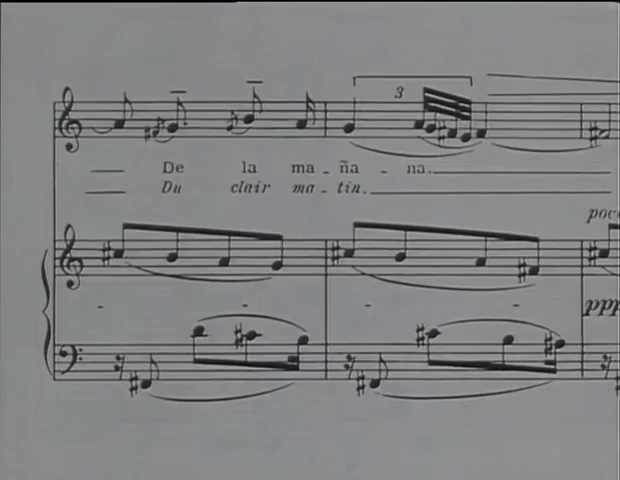 3
De la ma - ña - na.
Du clair ma - tin.
poc
ppp